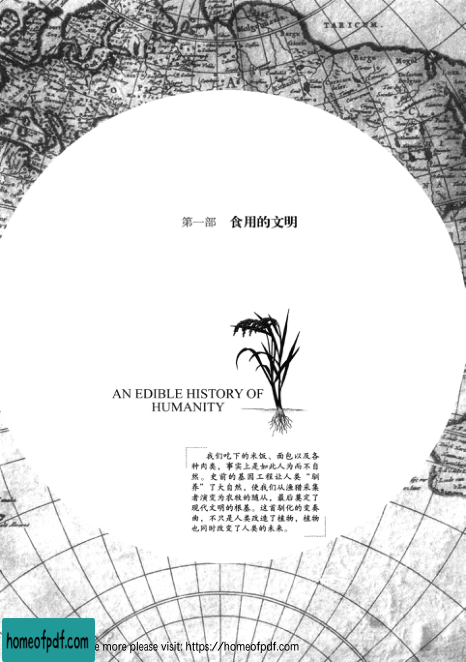 TARICUM.
第一部 食用的文明
AN EDIBLE HISTORY OF
HUMANITY
我们吃下的米饭、面包以及各
种肉类，事实上是如此人为而不自
然。史前的基因工程让人类“驯
养”了大自然，使我们从渔猎采集
者演变为农牧的随从，最后奠定了
现代文明的根基。这首驯化的变奏
曲，不只是人类改造了植物，植物
也同时改变了人类的未来。
homeofpdf.com
e more please visit: https://homeofpdf.com